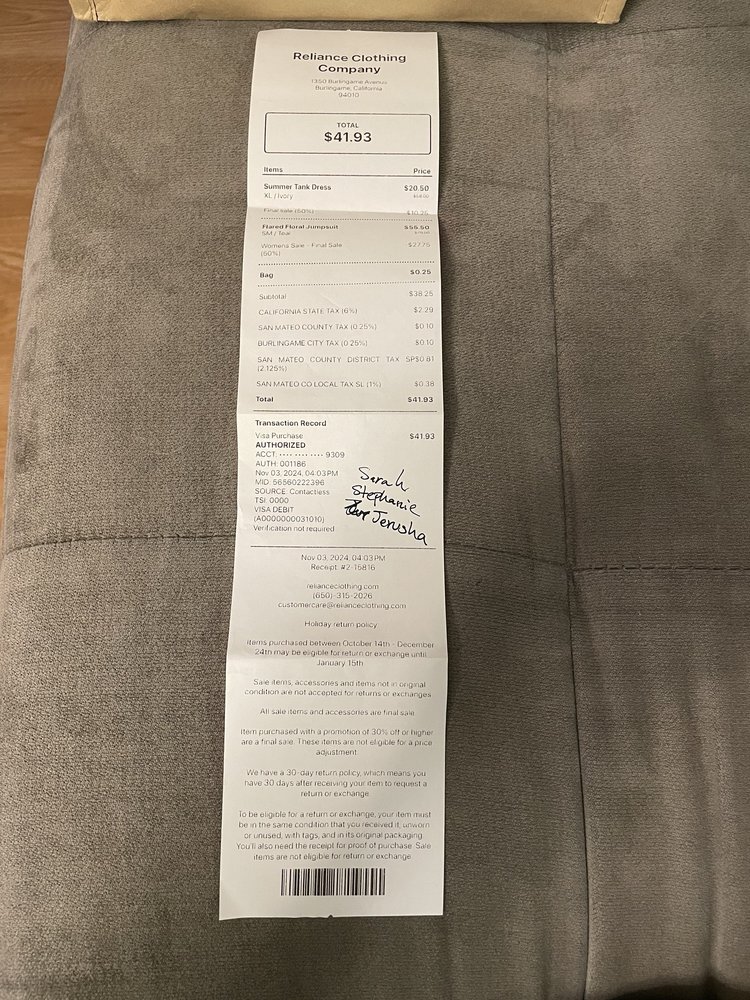 Reliance Clothing
Company
1350 Burlingame Avenue
Burlingame, California
94010
TOTAL
$41.93
Items Price
Summer Tank Dress $20.50
XL / Ivory
Final sale (50%) $10.25
Flared Floral Jumpsuit $55.50
SM / Teal
Womens Sale - Final Sale $27.75
(50%)
Bag $0.25
Subtotal $38.25
CALIFORNIA STATE TAX (6%) $2.29
SAN MATEO COUNTY TAX (0.25%) $0.10
BURLINGAME CITY TAX (0.25%) $0.10
SAN MATEO COUNTY DISTRICT TAX SP$0.81
(2.125%)
SAN MATEO CO LOCAL TAX SL (1%) $0.38
Total $41.93
Transaction Record
Visa Purchase $41.93
AUTHORIZED
ACCT: ···· ···· ···· 9309
AUTH: 001186
Nov 03, 2024, 04:03 PM
MID: 56560222396
SOURCE: Contactless
TSI: 0000
VISA DEBIT
(A0000000031010)
Verification not required
Sarah
Stephanie
Jerusha
Nov 03, 2024, 04:03 PM
Receipt: #2-15816
relianceclothing.com
(650)-315-2026
customercare@relianceclothing.com
Holiday return policy:
Items purchased between October 14th - December
24th may be eligible for return or exchange until
January 15th
Sale items, accessories and items not in original
condition are not accepted for returns or exchanges
All sale items and accessories are final sale
Item purchased with a promotion of 30% off or higher
are a final sale. These items are not eligible for a price
adjustment.
We have a 30-day return policy, which means you
have 30 days after receiving your item to request a
return or exchange.
To be eligible for a return or exchange, your item must
be in the same condition that you received it, unworn
or unused, with tags, and in its original packaging.
You'll also need the receipt for proof of purchase. Sale
items are not eligible for return or exchange